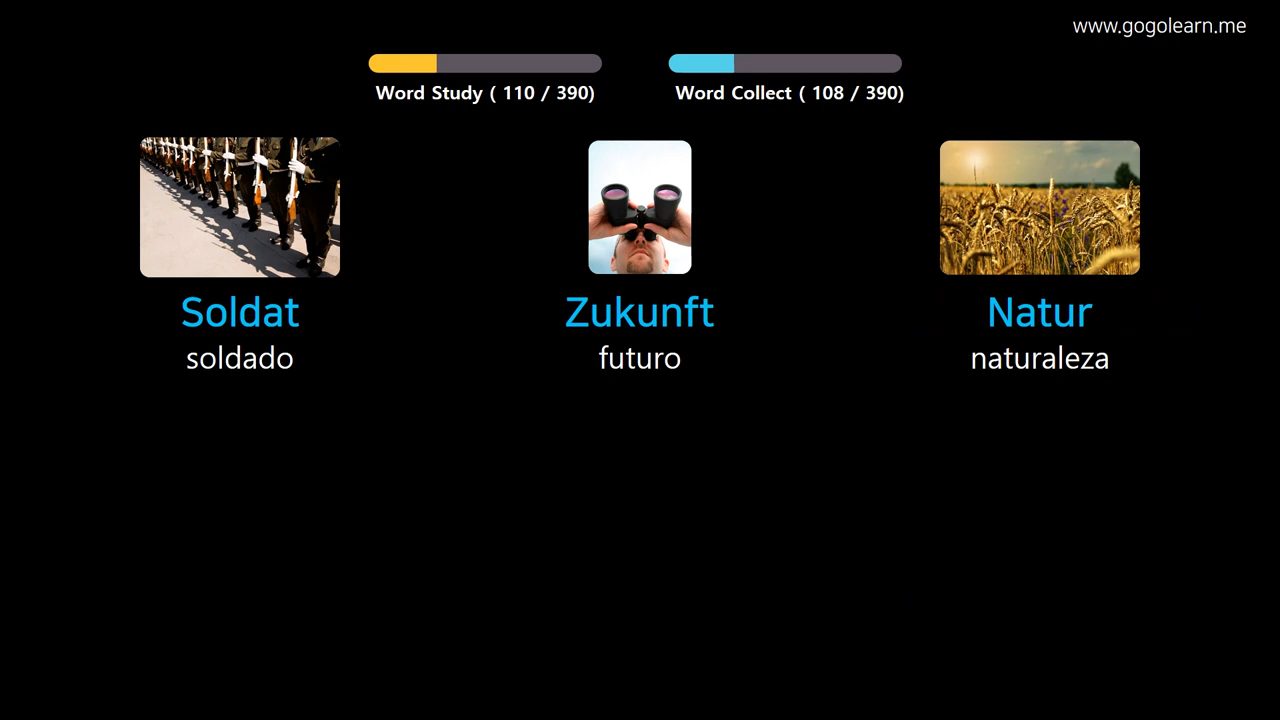 www.gogolearn.me
Word Study ( 110 / 390)
Word Collect ( 108 / 390)
Soldat
soldado
Zukunft
futuro
Natur
naturaleza